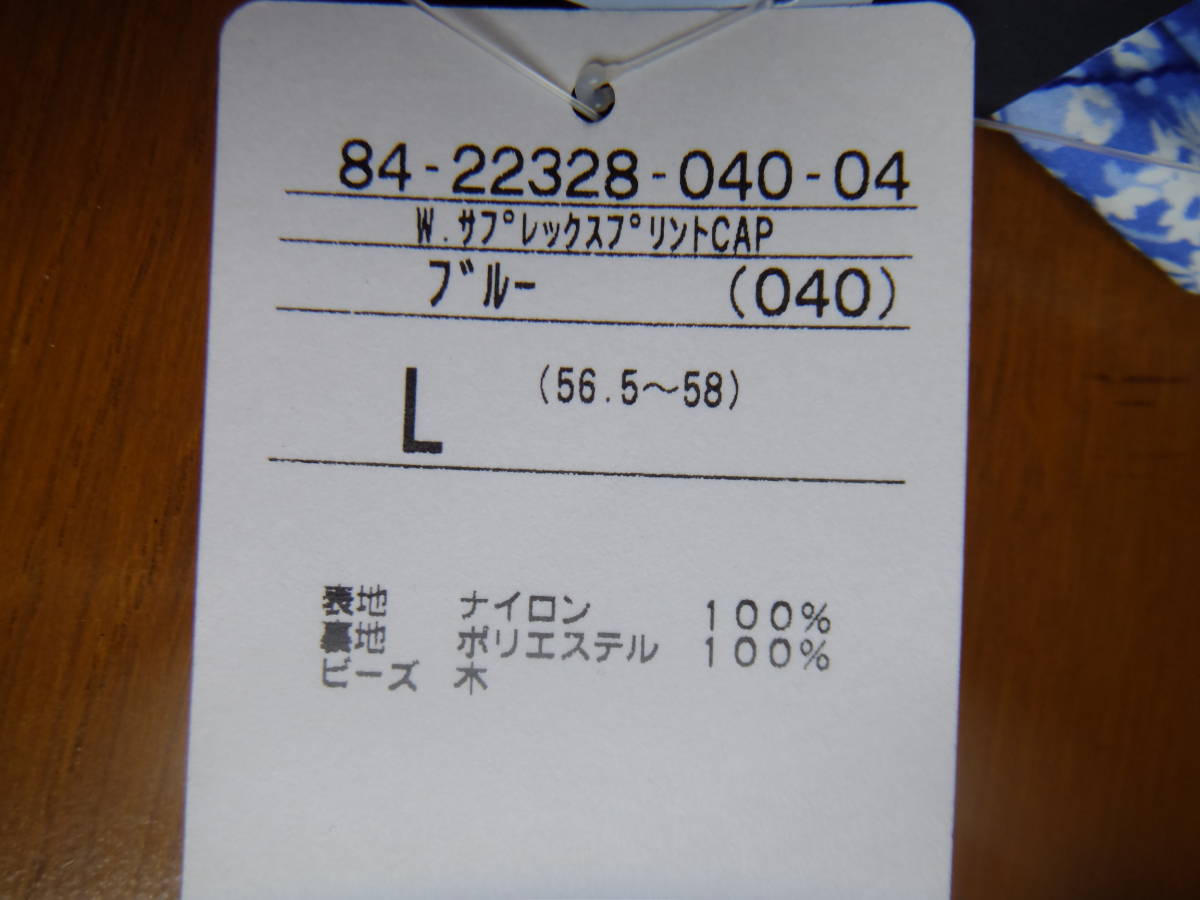 84-22328-040-04
W.サプレックスプリントCAP
ブルー (040)
L (56.5～58)
表地 ナイロン 100%
裏地 ポリエステル 100%
ビーズ 木